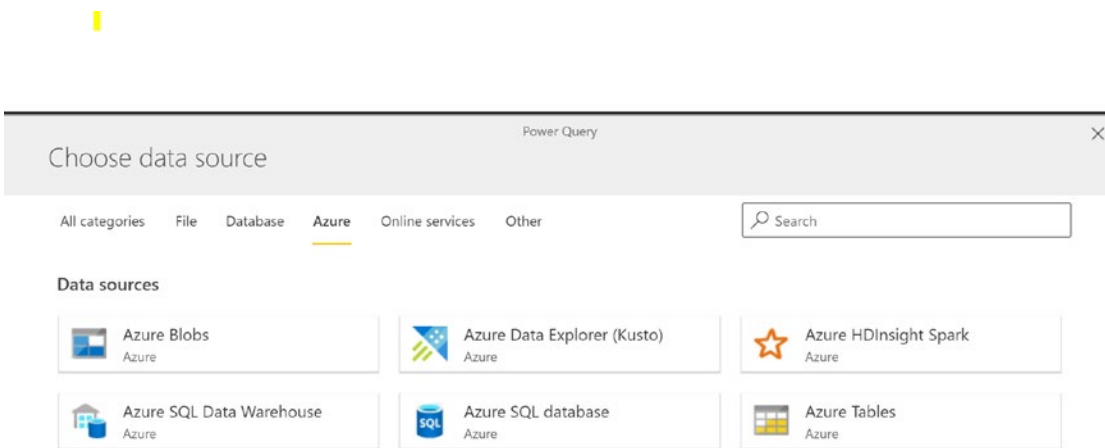 Power Query
Choose data source
All categories File Database Azure Online services Other Search
Data sources
Azure Blobs Azure Data Explorer (Kusto) Azure HDInsight Spark
Azure Azure Azure
Azure SQL Data Warehouse Azure SQL database Azure Tables
SQL
Azure Azure Azure